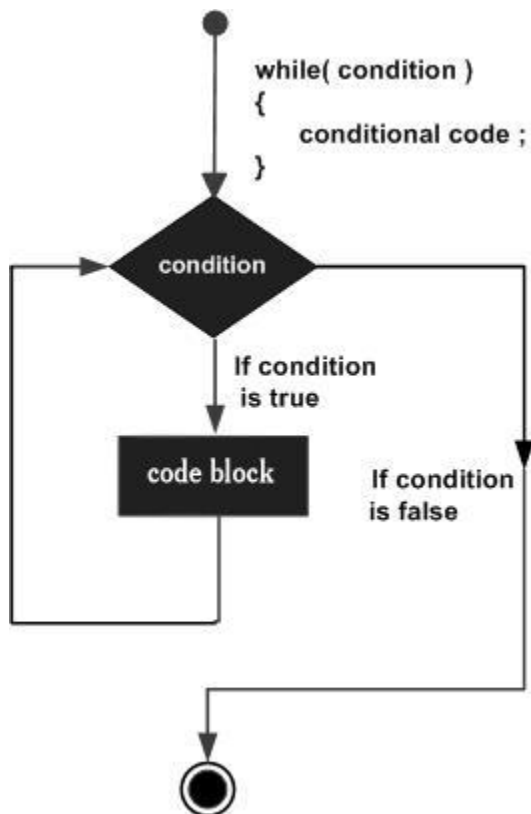 while( condition )
{
conditional code ;
}
condition
If condition
is true
code block
If condition
is false